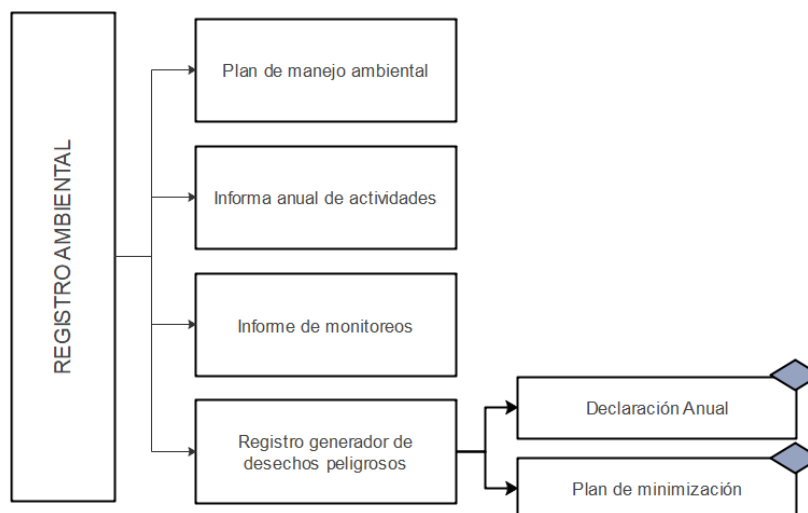 REGISTRO AMBIENTAL
Plan de manejo ambiental
Informa anual de actividades
Informe de monitoreos
Registro generador de
desechos peligrosos
Declaración Anual
Plan de minimización